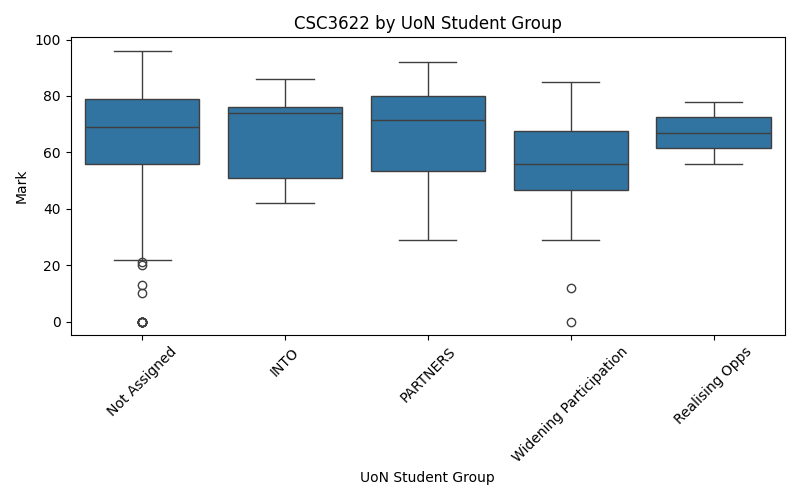 CSC3622 by UoN Student Group
Mark
100
80
60
40
20
0
Not Assigned
INTO
PARTNERS
Widening Participation
Realising Opps
UoN Student Group